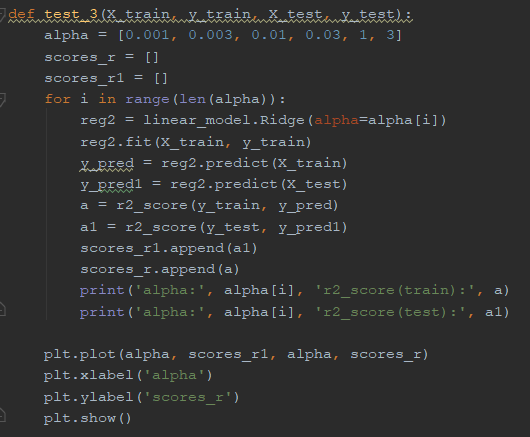 def test_3(X_train, y_train, X_test, y_test):
    alpha = [0.001, 0.003, 0.01, 0.03, 1, 3]
    scores_r = []
    scores_r1 = []
    for i in range(len(alpha)):
        reg2 = linear_model.Ridge(alpha=alpha[i])
        reg2.fit(X_train, y_train)
        y_pred = reg2.predict(X_train)
        y_pred1 = reg2.predict(X_test)
        a = r2_score(y_train, y_pred)
        a1 = r2_score(y_test, y_pred1)
        scores_r1.append(a1)
        scores_r.append(a)
        print('alpha:', alpha[i], 'r2_score(train):', a)
        print('alpha:', alpha[i], 'r2_score(test):', a1)
    plt.plot(alpha, scores_r1, alpha, scores_r)
    plt.xlabel('alpha')
    plt.ylabel('scores_r')
    plt.show()